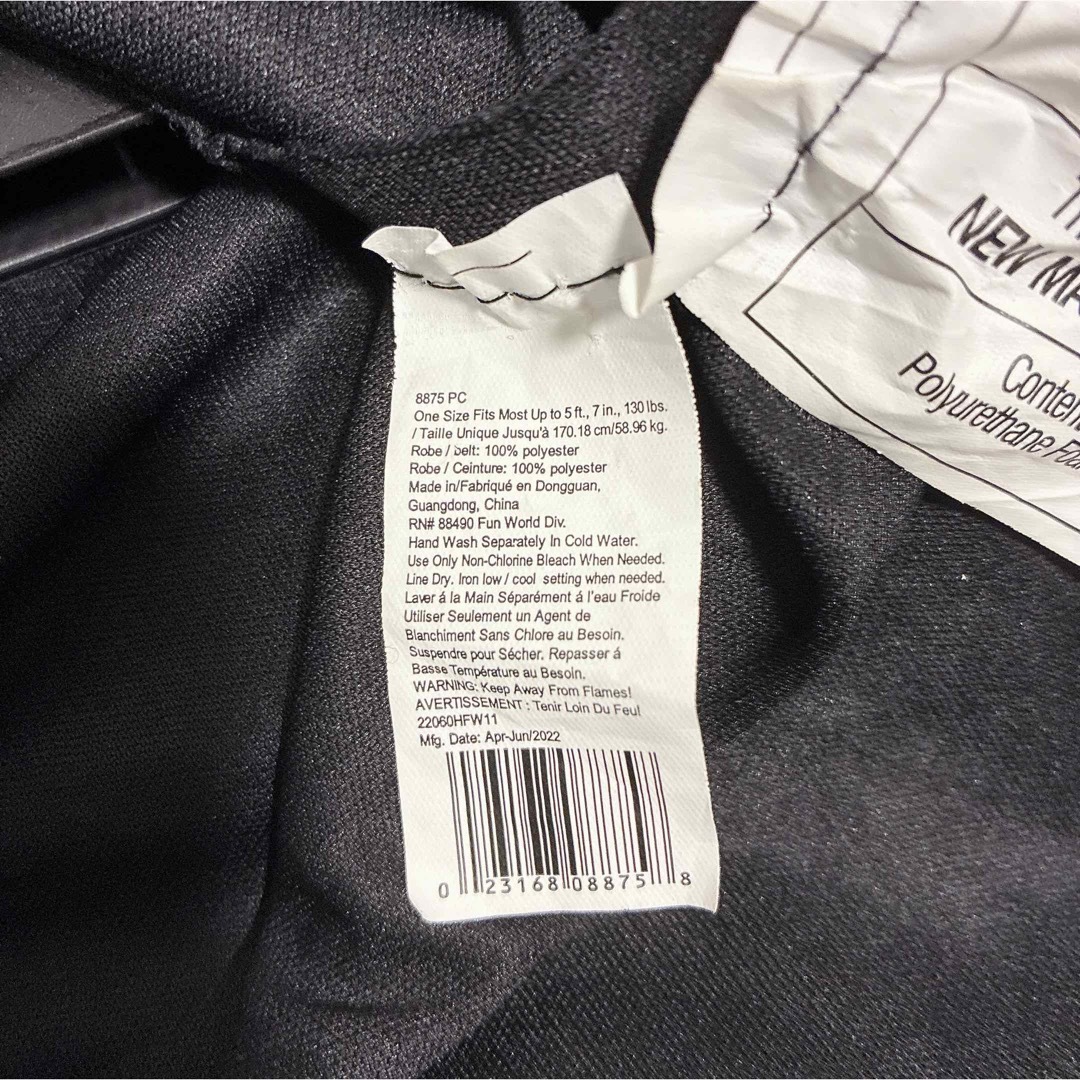 8875 PC
One Size Fits Most Up to 5 ft., 7 in., 130 lbs.
/ Taille Unique Jusqu'à 170.18 cm/58.96 kg.
Robe / belt: 100% polyester
Robe / Ceinture: 100% polyester
Made in/Fabriqué en Dongguan,
Guangdong, China
RN# 88490 Fun World Div.
Hand Wash Separately In Cold Water.
Use Only Non-Chlorine Bleach When Needed.
Line Dry. Iron low / cool setting when needed.
Laver á la Main Séparément á l'eau Froide
Utiliser Seulement un Agent de
Blanchiment Sans Chlore au Besoin.
Suspendre pour Sécher. Repasser á
Basse Température au Besoin.
WARNING: Keep Away From Flames!
AVERTISSEMENT : Tenir Loin Du Feu!
22060HFW11
Mfg. Date: Apr-Jun/2022
0 23168 08875 8
NEW MA
Conten
Polyurethane Foa